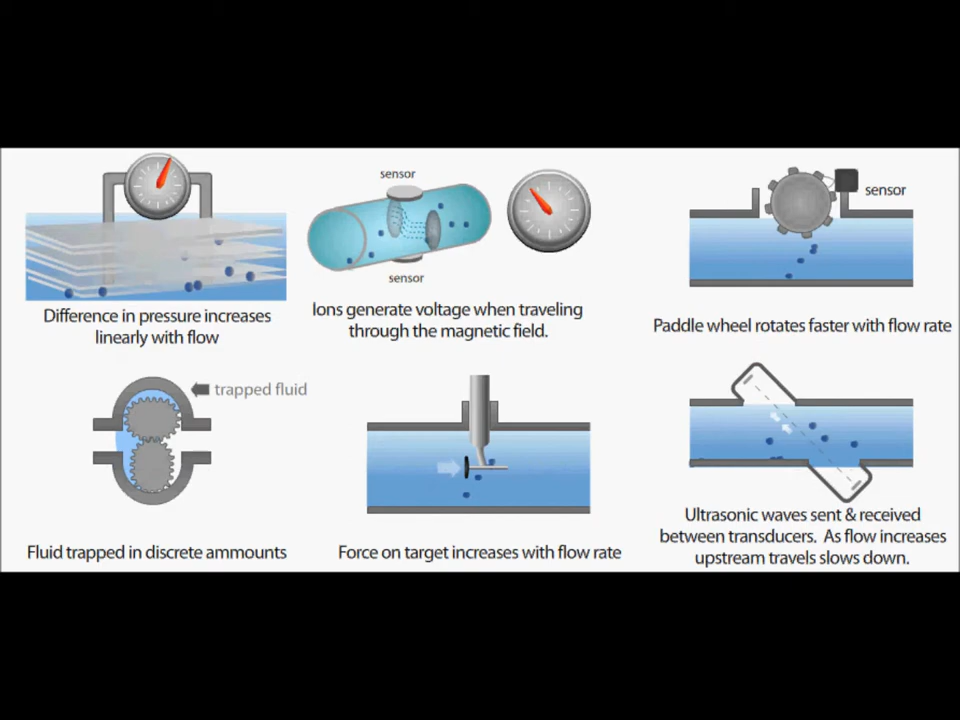 sensor
sensor
sensor
Difference in pressure increases
linearly with flow
Ions generate voltage when traveling
through the magnetic field.
Paddle wheel rotates faster with flow rate
trapped fluid
Fluid trapped in discrete ammounts
Force on target increases with flow rate
Ultrasonic waves sent & received
between transducers. As flow increases
upstream travels slows down.